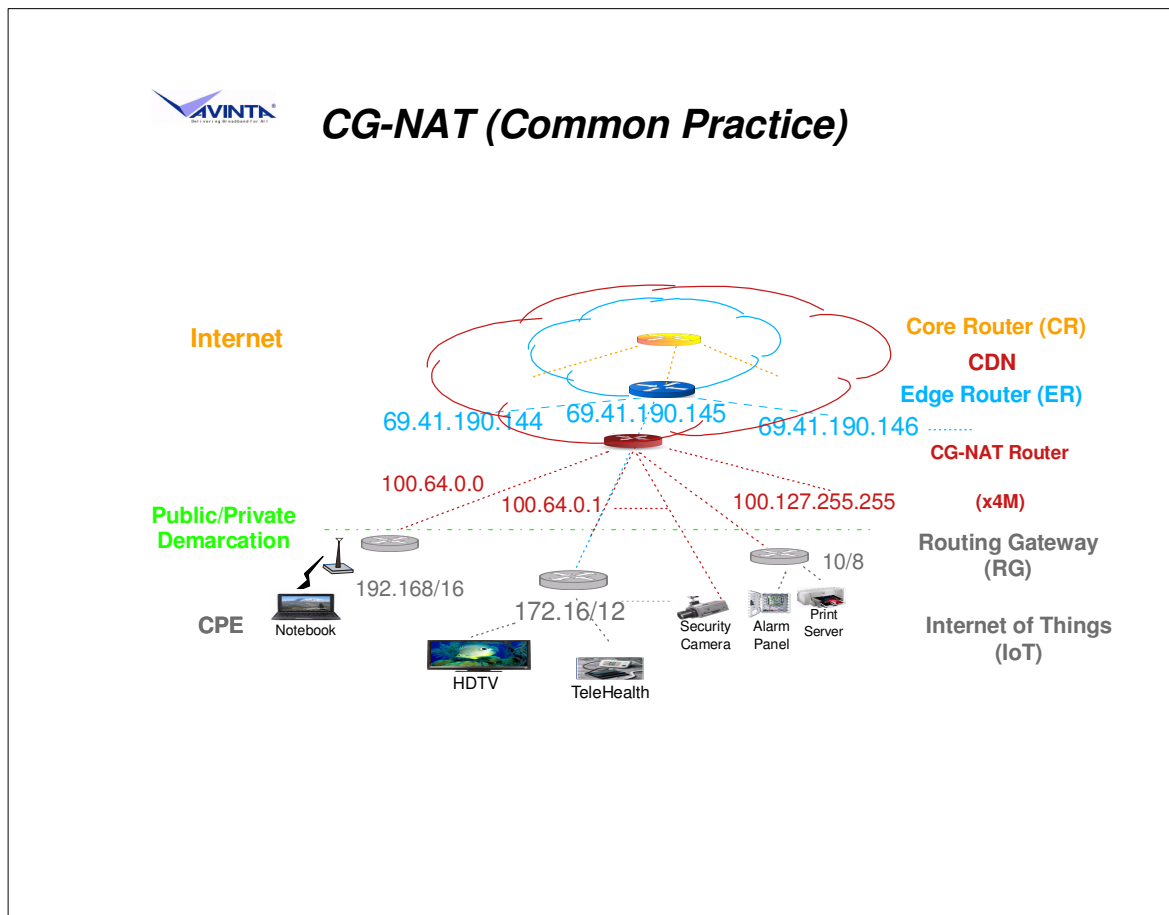 AVINTA®
Delivering Broadband for All
CG-NAT (Common Practice)
Internet
Core Router (CR)
CDN
Edge Router (ER)
69.41.190.144
69.41.190.145
69.41.190.146
CG-NAT Router
100.64.0.0
100.64.0.1
100.127.255.255
(x4M)
Public/Private
Demarcation
Routing Gateway
(RG)
10/8
192.168/16
172.16/12
CPE
Notebook
Security
Camera
Alarm
Panel
Print
Server
Internet of Things
(IoT)
HDTV
TeleHealth